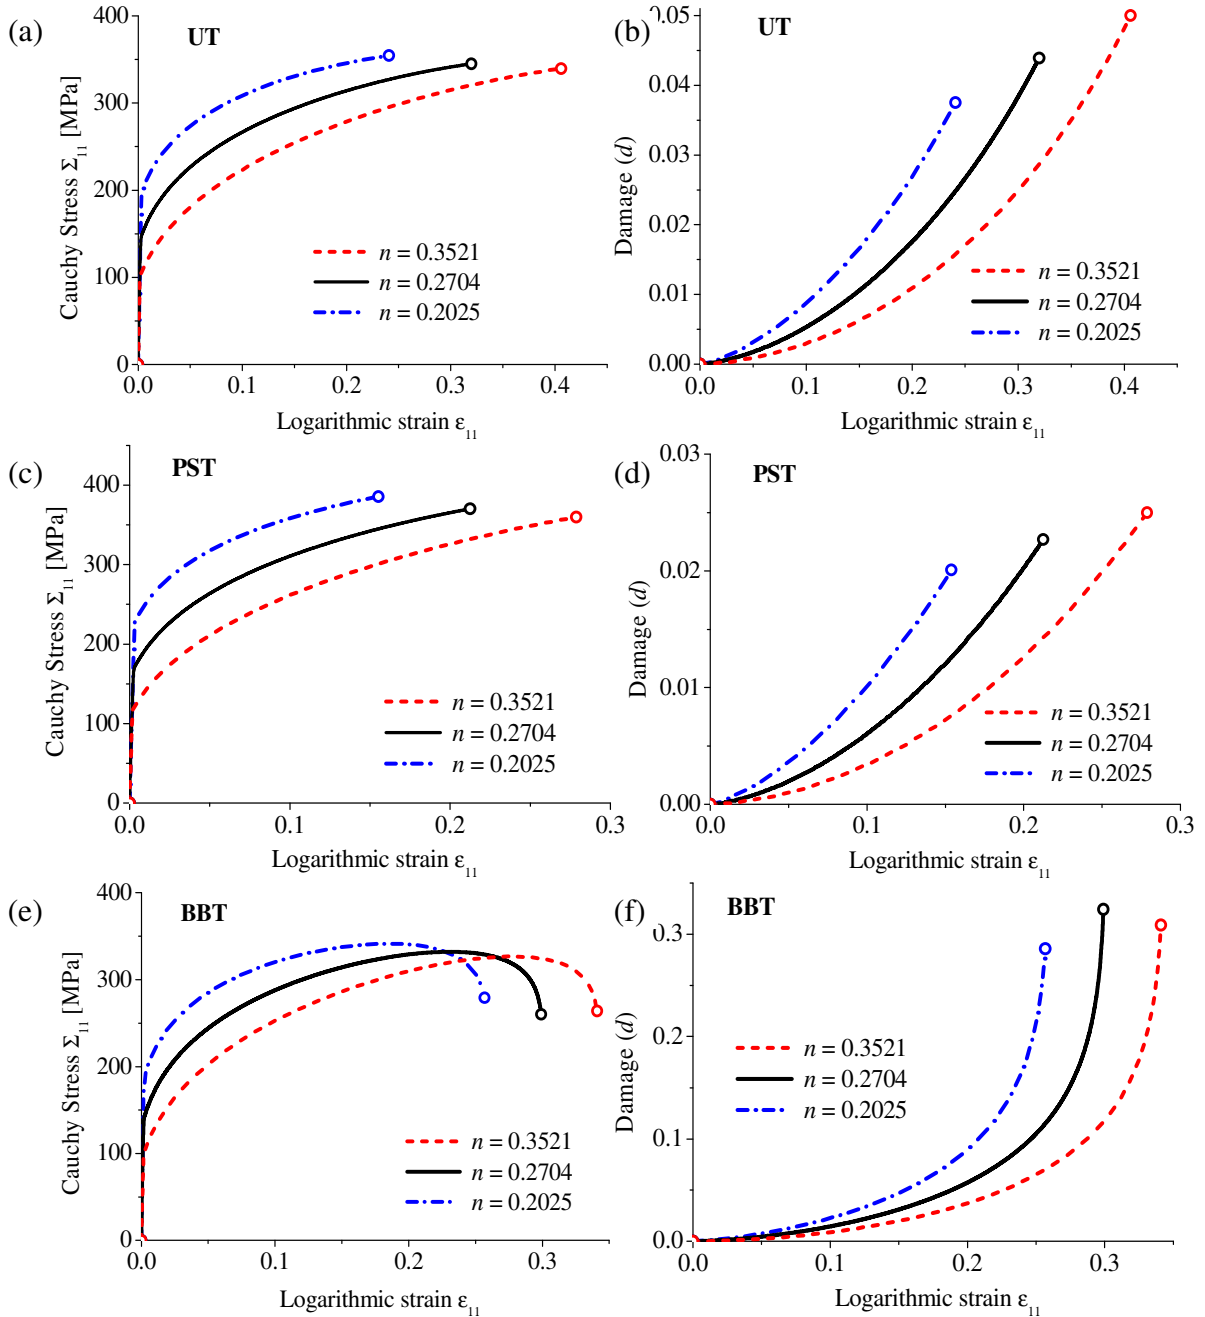 (a)
UT
400
300
200
100
0
Cauchy Stress Σ11 [MPa]
n = 0.3521
n = 0.2704
n = 0.2025
0.0 0.1 0.2 0.3 0.4
Logarithmic strain ε11
(b)
UT
0.05
0.04
0.03
0.02
0.01
0.00
Damage (d)
n = 0.3521
n = 0.2704
n = 0.2025
0.0 0.1 0.2 0.3 0.4
Logarithmic strain ε11
(c)
PST
400
300
200
100
0
Cauchy Stress Σ11 [MPa]
n = 0.3521
n = 0.2704
n = 0.2025
0.0 0.1 0.2 0.3
Logarithmic strain ε11
(d)
PST
0.03
0.02
0.01
0.00
Damage (d)
n = 0.3521
n = 0.2704
n = 0.2025
0.0 0.1 0.2 0.3
Logarithmic strain ε11
(e)
BBT
400
300
200
100
0
Cauchy Stress Σ11 [MPa]
n = 0.3521
n = 0.2704
n = 0.2025
0.0 0.1 0.2 0.3
Logarithmic strain ε11
(f)
BBT
0.3
0.2
0.1
0.0
Damage (d)
n = 0.3521
n = 0.2704
n = 0.2025
0.0 0.1 0.2 0.3
Logarithmic strain ε11